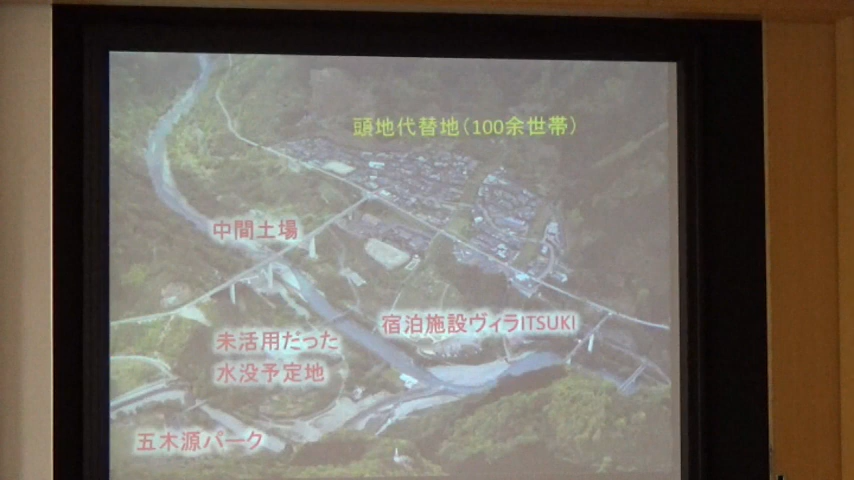 頭地代替地（100余世帯）
中間土場
宿泊施設ヴィラITSUKI
未活用だった
水没予定地
五木源パーク